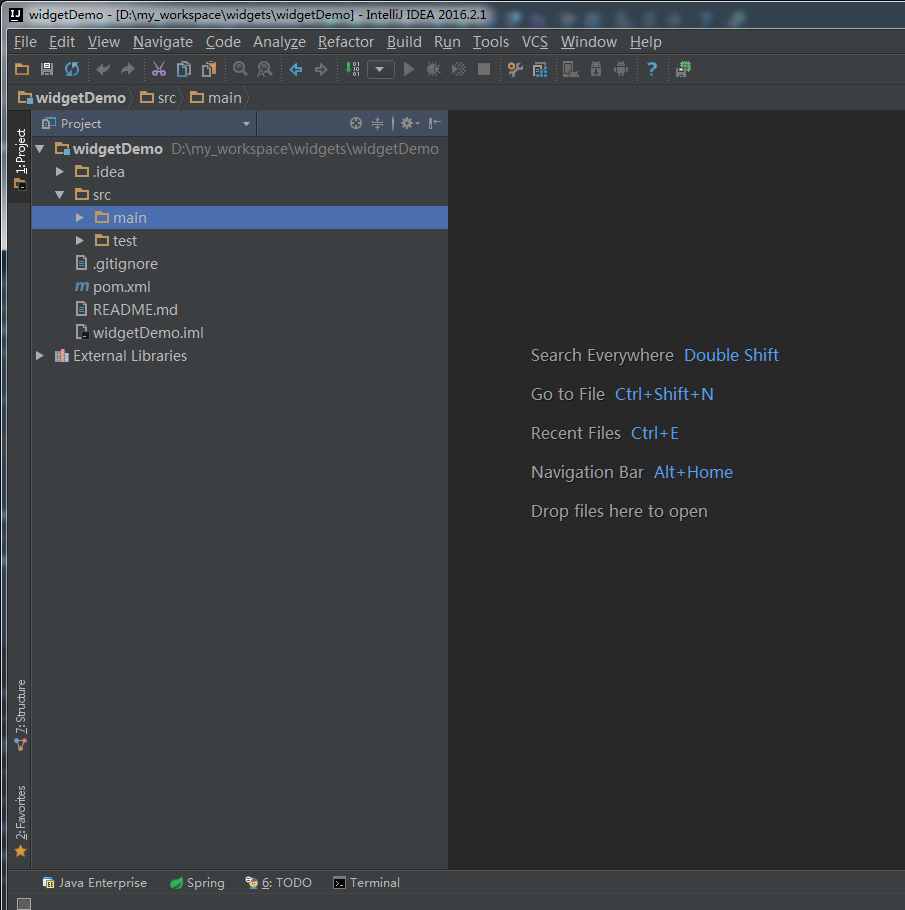 widgetDemo - [D:\my_workspace\widgets\widgetDemo] - IntelliJ IDEA 2016.2.1
File Edit View Navigate Code Analyze Refactor Build Run Tools VCS Window Help
widgetDemo src main
1: Project
Project
widgetDemo D:\my_workspace\widgets\widgetDemo
.idea
src
main
test
.gitignore
pom.xml
README.md
widgetDemo.iml
External Libraries
Search Everywhere Double Shift
Go to File Ctrl+Shift+N
Recent Files Ctrl+E
Navigation Bar Alt+Home
Drop files here to open
7: Structure
2: Favorites
Java Enterprise Spring 6: TODO Terminal